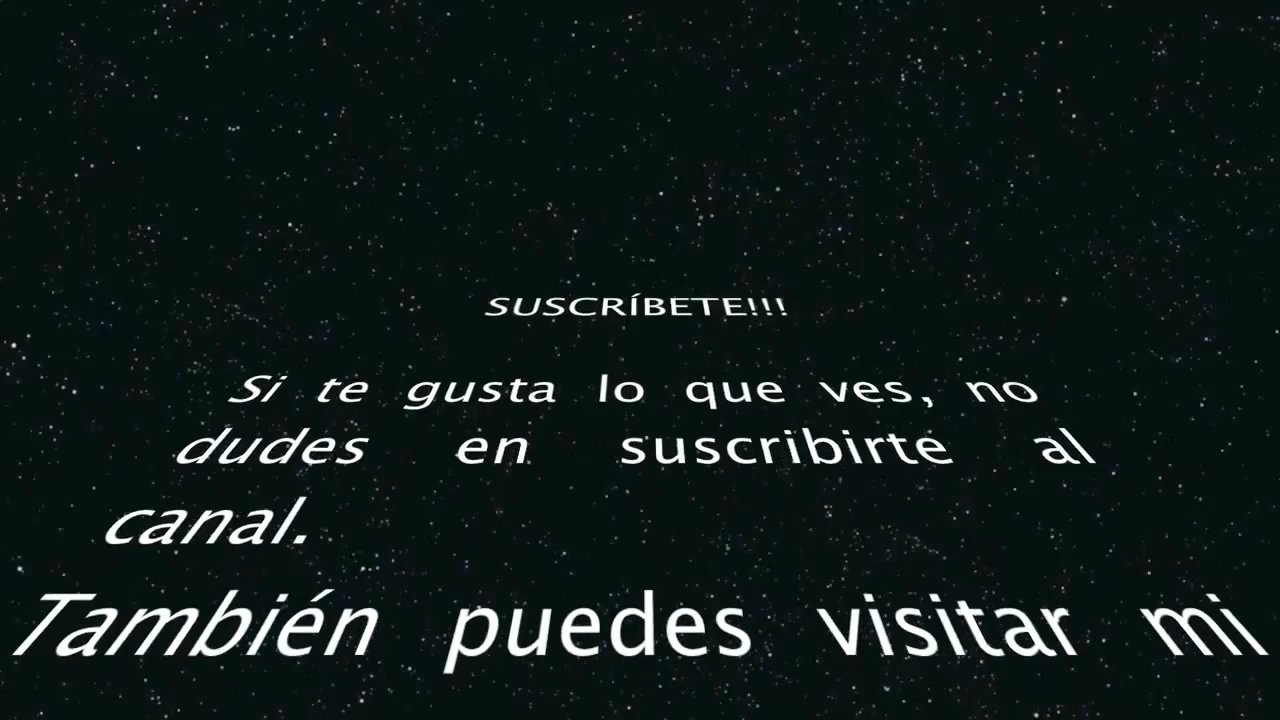 SUSCRÍBETE!!!
Si te gusta lo que ves, no
dudes en suscribirte al
canal.
También puedes visitar mi